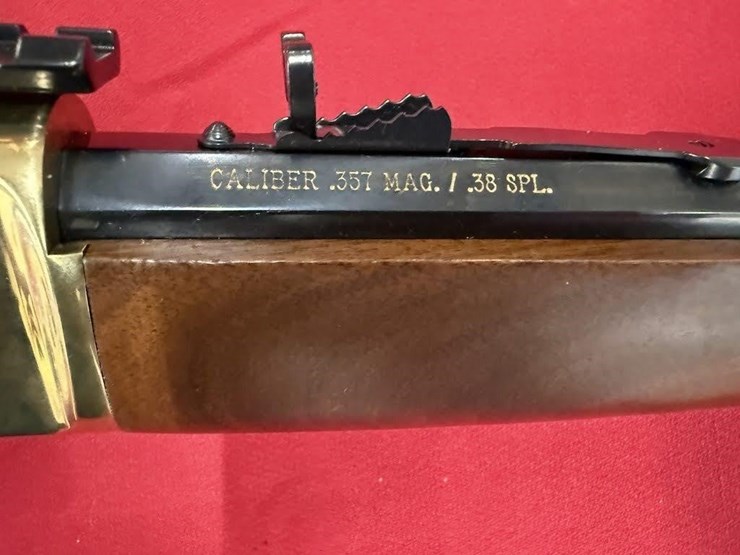 CALIBER .357 MAG. / .38 SPL.